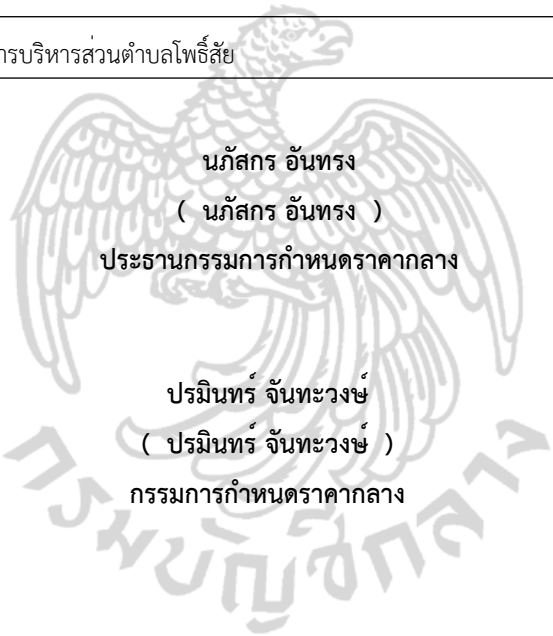 ารบริหารส่วนตำบลโพธิ์สัย
นภัสกร อันทรง
( นภัสกร อันทรง )
ประธานกรรมการกำหนดราคากลาง
ปรมินทร์ จันทะวงษ์
( ปรมินทร์ จันทะวงษ์ )
กรรมการกำหนดราคากลาง
กรมบัญชีกลาง